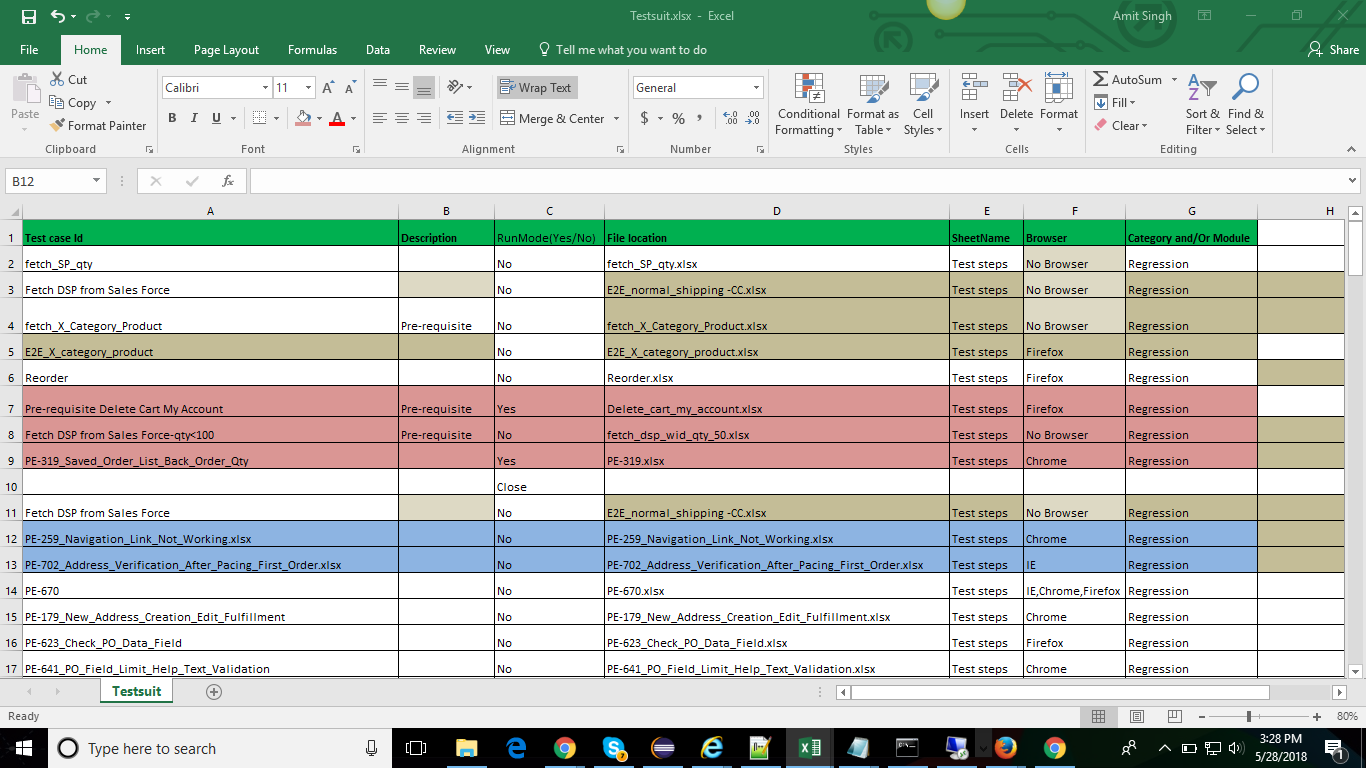 Testsuit.xlsx - Excel
Amit Singh
File Home Insert Page Layout Formulas Data Review View Tell me what you want to do Share
Paste Cut Copy Format Painter Clipboard
Calibri 11 A A B I U A Font
Wrap Text Merge & Center Alignment
General $ % , .00 Number
Conditional Formatting Format as Table Cell Styles Styles
Insert Delete Format Cells
AutoSum Fill Clear Sort & Filter Find & Select Editing
B12 fx
A B C D E F G H
1 Test case Id Description RunMode(Yes/No) File location SheetName Browser Category and/Or Module
2 fetch_SP_qty No fetch_SP_qty.xlsx Test steps No Browser Regression
3 Fetch DSP from Sales Force No E2E_normal_shipping -CC.xlsx Test steps No Browser Regression
4 fetch_X_Category_Product Pre-requisite No fetch_X_Category_Product.xlsx Test steps No Browser Regression
5 E2E_X_category_product No E2E_X_category_product.xlsx Test steps Firefox Regression
6 Reorder No Reorder.xlsx Test steps Firefox Regression
7 Pre-requisite Delete Cart My Account Pre-requisite Yes Delete_cart_my_account.xlsx Test steps Firefox Regression
8 Fetch DSP from Sales Force-qty<100 Pre-requisite No fetch_dsp_wid_qty_50.xlsx Test steps No Browser Regression
9 PE-319_Saved_Order_List_Back_Order_Qty Yes PE-319.xlsx Test steps Chrome Regression
10 Close
11 Fetch DSP from Sales Force No E2E_normal_shipping -CC.xlsx Test steps No Browser Regression
12 PE-259_Navigation_Link_Not_Working.xlsx No PE-259_Navigation_Link_Not_Working.xlsx Test steps Chrome Regression
13 PE-702_Address_Verification_After_Pacing_First_Order.xlsx No PE-702_Address_Verification_After_Pacing_First_Order.xlsx Test steps IE Regression
14 PE-670 No PE-670.xlsx Test steps IE,Chrome,Firefox Regression
15 PE-179_New_Address_Creation_Edit_Fulfillment No PE-179_New_Address_Creation_Edit_Fulfillment.xlsx Test steps Chrome Regression
16 PE-623_Check_PO_Data_Field No PE-623_Check_PO_Data_Field.xlsx Test steps Firefox Regression
17 PE-641_PO_Field_Limit_Help_Text_Validation No PE-641_PO_Field_Limit_Help_Text_Validation.xlsx Test steps Chrome Regression
Testsuit
Ready 80%
Type here to search
3:28 PM
5/28/2018